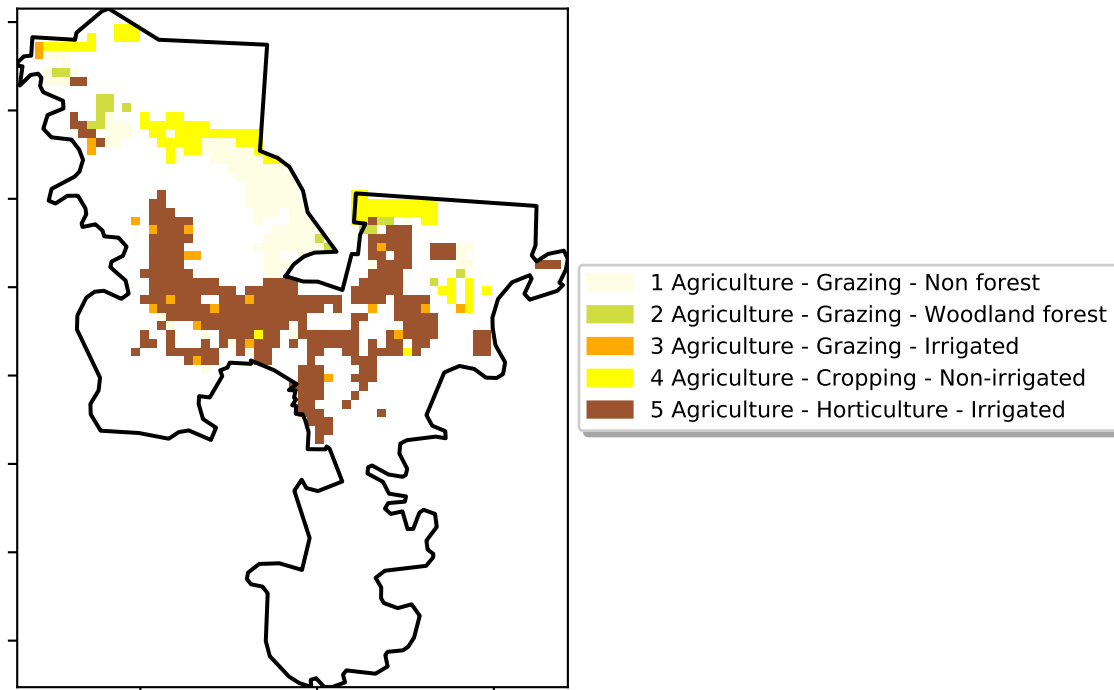 1 Agriculture - Grazing - Non forest
2 Agriculture - Grazing - Woodland forest
3 Agriculture - Grazing - Irrigated
4 Agriculture - Cropping - Non-irrigated
5 Agriculture - Horticulture - Irrigated